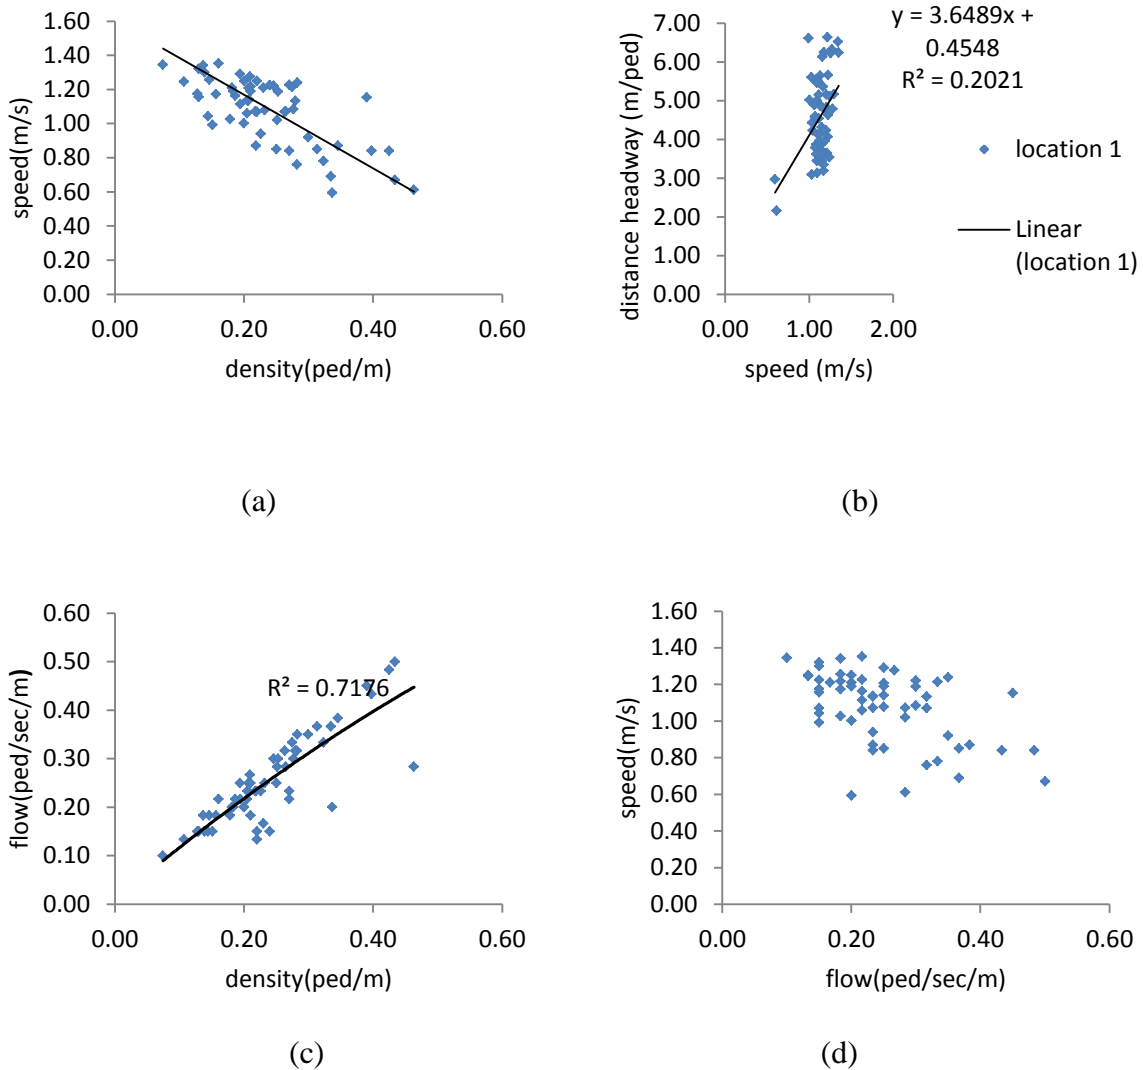 1.60
1.40
1.20
1.00
0.80
0.60
0.40
0.20
0.00
speed(m/s)
0.00 0.20 0.40 0.60
density(ped/m)
(a)
7.00
6.00
5.00
4.00
3.00
2.00
1.00
0.00
distance headway (m/ped)
0.00 1.00 2.00
speed (m/s)
y = 3.6489x +
0.4548
R² = 0.2021
location 1
Linear
(location 1)
(b)
0.60
0.50
0.40
0.30
0.20
0.10
0.00
flow(ped/sec/m)
R² = 0.7176
0.00 0.20 0.40 0.60
density(ped/m)
(c)
1.60
1.40
1.20
1.00
0.80
0.60
0.40
0.20
0.00
speed(m/s)
0.00 0.20 0.40 0.60
flow(ped/sec/m)
(d)